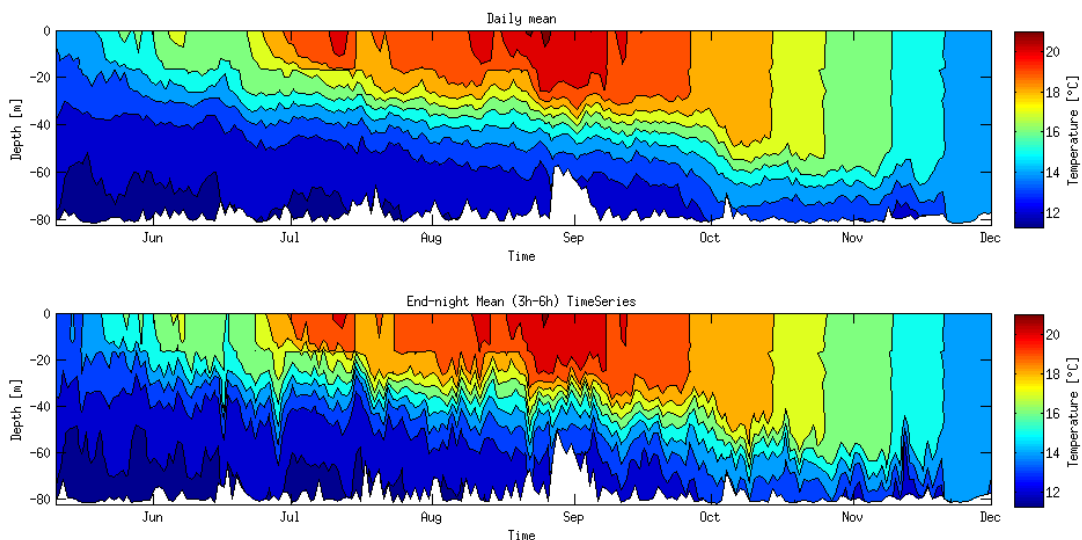 Daily mean
0
-20
-40
-60
-80
Depth [m]
Jun
Jul
Aug
Sep
Oct
Nov
Dec
Time
20
18
16
14
12
Temperature [°C]
End-night Mean (3h-6h) TimeSeries
0
-20
-40
-60
-80
Depth [m]
Jun
Jul
Aug
Sep
Oct
Nov
Dec
Time
20
18
16
14
12
Temperature [°C]